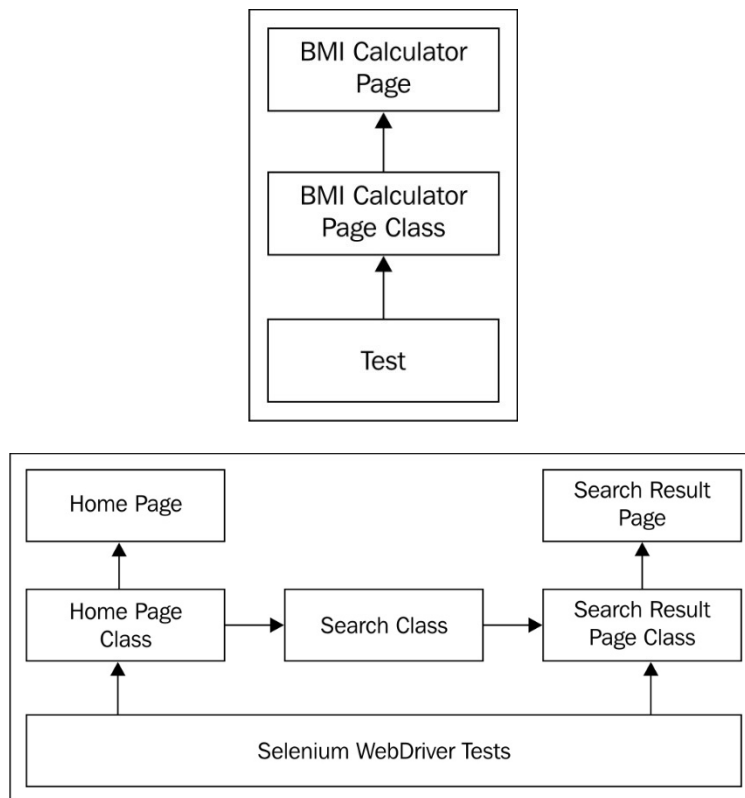 BMI Calculator
Page
BMI Calculator
Page Class
Test
Home Page
Search Result
Page
Home Page
Class
Search Class
Search Result
Page Class
Selenium WebDriver Tests